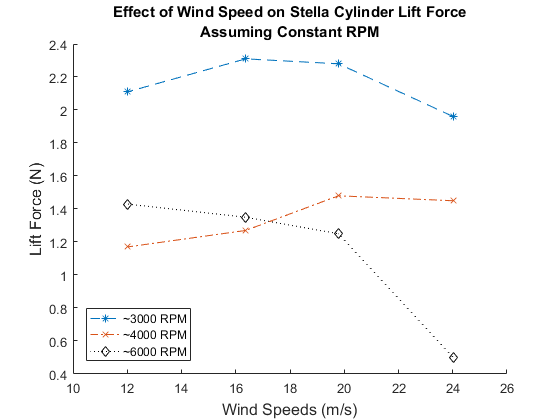 Effect of Wind Speed on Stella Cylinder Lift Force
Assuming Constant RPM
2.4
2.2
2
1.8
1.6
1.4
1.2
1
0.8
0.6
0.4
Lift Force (N)
~3000 RPM
~4000 RPM
~6000 RPM
10 12 14 16 18 20 22 24 26
Wind Speeds (m/s)